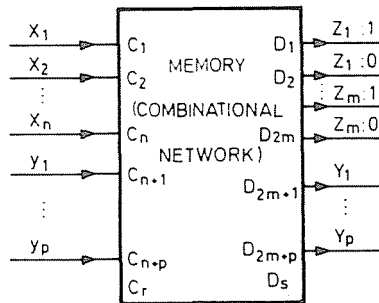 X1 C1 D1 Z1:1
X2 C2 MEMORY D2 Z1:0
⋮ (COMBINATIONAL ⋮ Zm:1
Xn Cn NETWORK) D2m Zm:0
y1 Cn+1 D2m+1 Y1
⋮ ⋮
yp Cn+p D2m+p Yp
Cr Ds